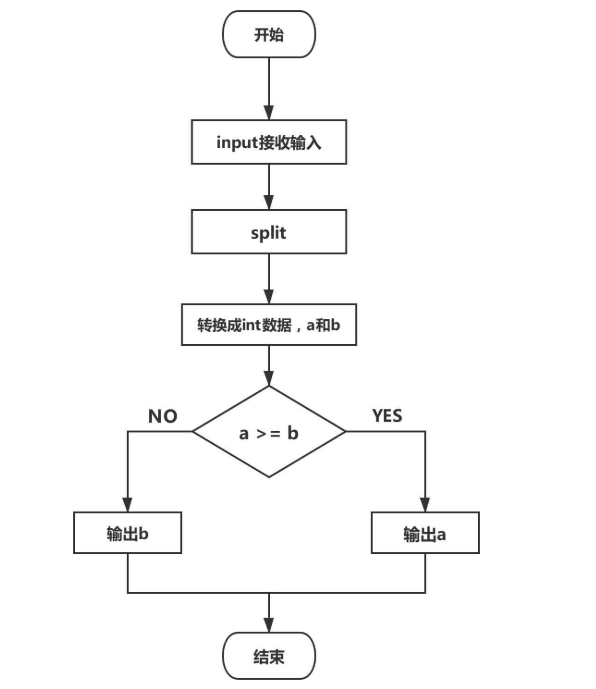 开始
input接收输入
split
转换成int数据，a和b
a >= b
NO
YES
输出b
输出a
结束